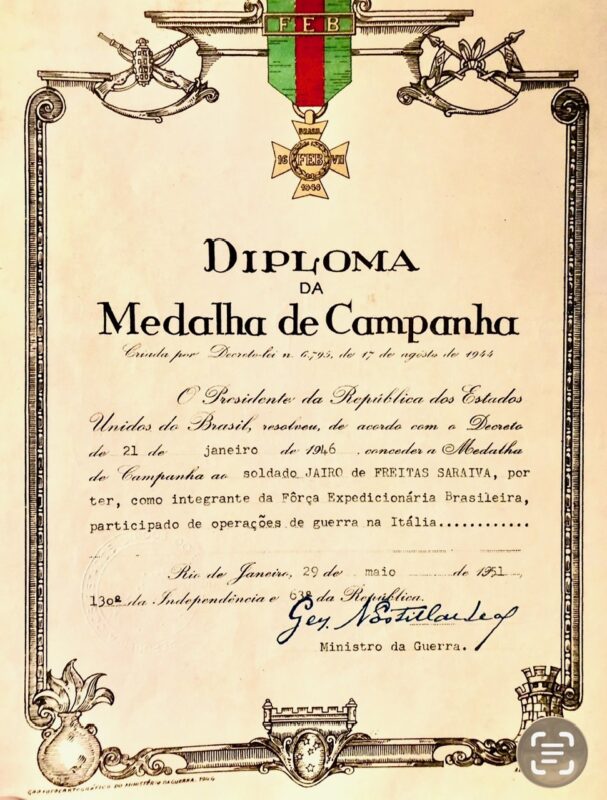 FEB
BRASIL
16 FEB VII
1944
DIPLOMA
DA
Medalha de Campanha
Criada por Decreto-lei n. 6.795, de 17 de agosto de 1944
O Presidente da República dos Estados
Unidos do Brasil, resolveu, de acordo com o Decreto
de 21 de janeiro de 1946, conceder a Medalha
de Campanha ao soldado JAIRO de FREITAS SARAIVA, por
ter, como integrante da Fôrça Expedicionária Brasileira,
participado de operações de guerra na Itália............
Rio de Janeiro, 29 de maio de 1951
130º da Independência e 63º da República.
Ministro da Guerra.